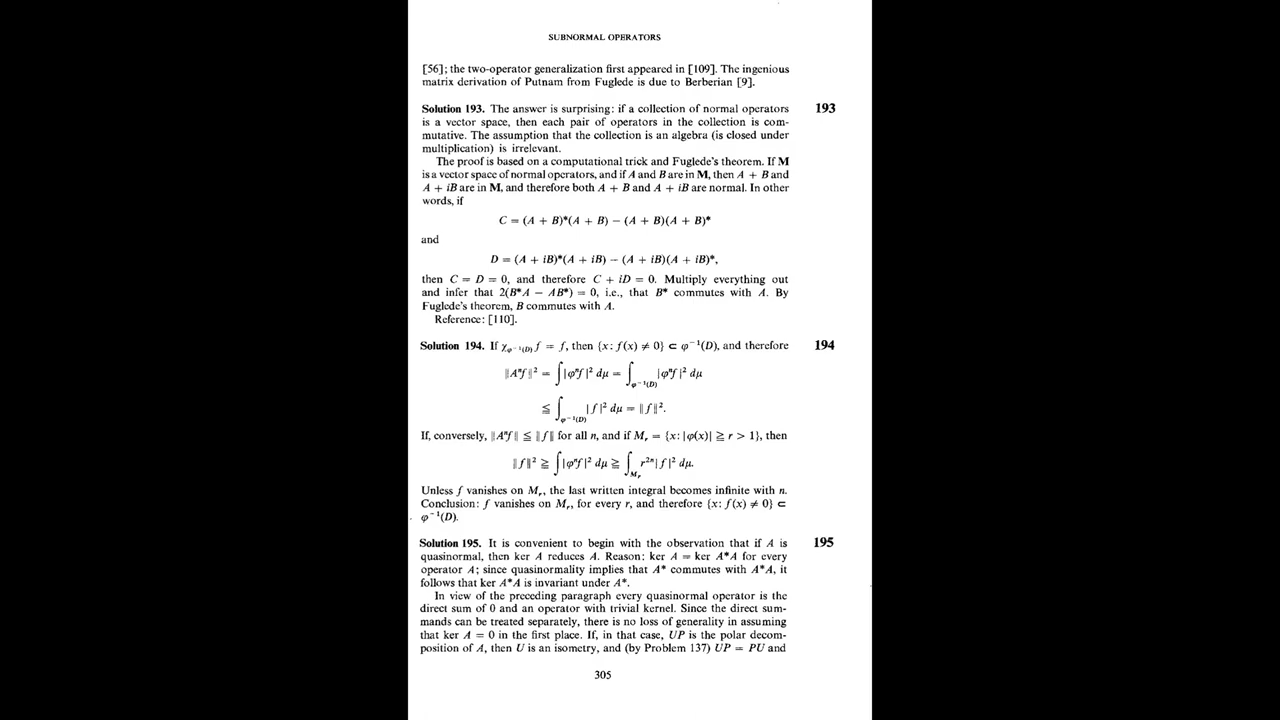 SUBNORMAL OPERATORS
[56]; the two-operator generalization first appeared in [109]. The ingenious
matrix derivation of Putnam from Fuglede is due to Berberian [9].
Solution 193. The answer is surprising: if a collection of normal operators 193
is a vector space, then each pair of operators in the collection is com-
mutative. The assumption that the collection is an algebra (is closed under
multiplication) is irrelevant.
The proof is based on a computational trick and Fuglede's theorem. If M
is a vector space of normal operators, and if A and B are in M, then A + B and
A + iB are in M, and therefore both A + B and A + iB are normal. In other
words, if
C = (A + B)*(A + B) − (A + B)(A + B)*
and
D = (A + iB)*(A + iB) − (A + iB)(A + iB)*,
then C = D = 0, and therefore C + iD = 0. Multiply everything out
and infer that 2(B*A − AB*) = 0, i.e., that B* commutes with A. By
Fuglede's theorem, B commutes with A.
Reference: [110].
Solution 194. If χ_φ⁻¹(D) f = f, then {x: f(x) ≠ 0} ⊂ φ⁻¹(D), and therefore 194
‖Aⁿf‖² = ∫|φⁿf|² dμ = ∫_φ⁻¹(D) |φⁿf|² dμ
≦ ∫_φ⁻¹(D) |f|² dμ = ‖f‖².
If, conversely, ‖Aⁿf‖ ≦ ‖f‖ for all n, and if Mᵣ = {x: |φ(x)| ≧ r > 1}, then
‖f‖² ≧ ∫|φⁿf|² dμ ≧ ∫_Mᵣ r²ⁿ|f|² dμ.
Unless f vanishes on Mᵣ, the last written integral becomes infinite with n.
Conclusion: f vanishes on Mᵣ, for every r, and therefore {x: f(x) ≠ 0} ⊂
φ⁻¹(D).
Solution 195. It is convenient to begin with the observation that if A is 195
quasinormal, then ker A reduces A. Reason: ker A = ker A*A for every
operator A; since quasinormality implies that A* commutes with A*A, it
follows that ker A*A is invariant under A*.
In view of the preceding paragraph every quasinormal operator is the
direct sum of 0 and an operator with trivial kernel. Since the direct sum-
mands can be treated separately, there is no loss of generality in assuming
that ker A = 0 in the first place. If, in that case, UP is the polar decom-
position of A, then U is an isometry, and (by Problem 137) UP = PU and
305